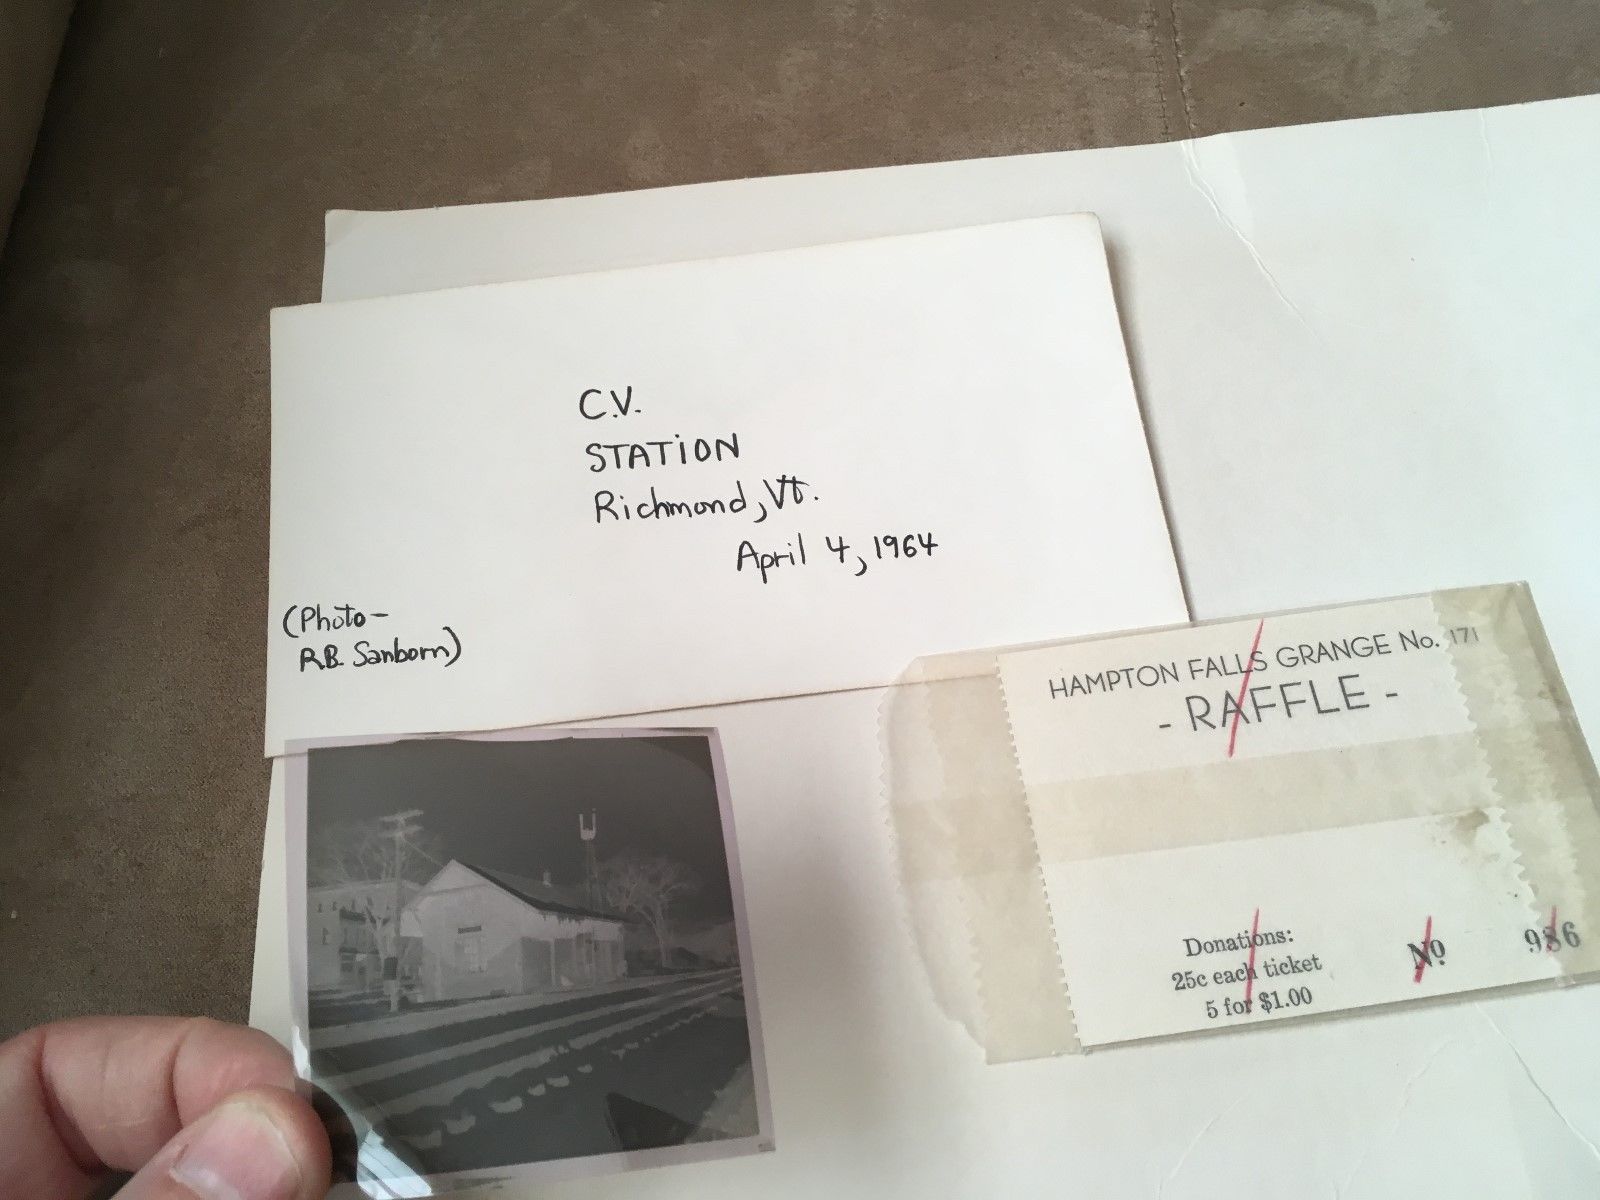 C.V.
STATION
Richmond, Vt.
April 4, 1964
(Photo-
R.B. Sanborn)
HAMPTON FALLS GRANGE No. 171
- RAFFLE -
Donations:
25c each ticket
5 for $1.00
No 986